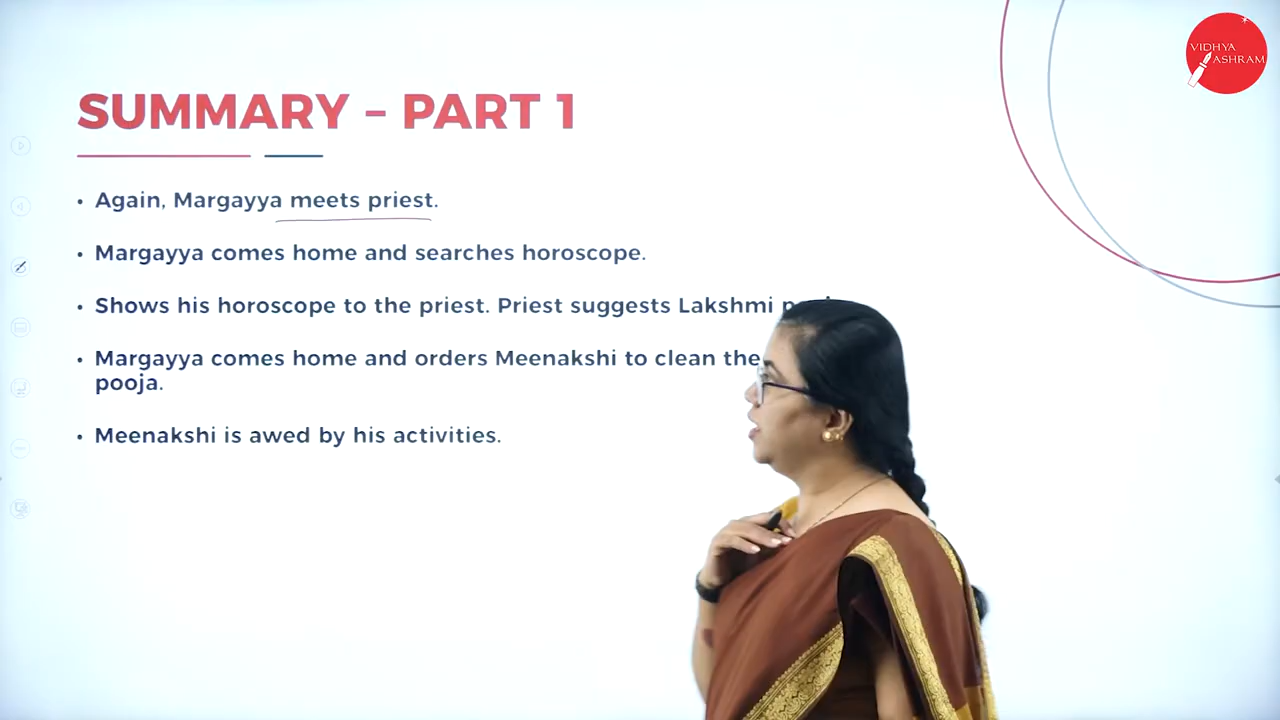 VIDHYA
ASHRAM
SUMMARY – PART 1
• Again, Margayya meets priest.
• Margayya comes home and searches horoscope.
• Shows his horoscope to the priest. Priest suggests Lakshmi
• Margayya comes home and orders Meenakshi to clean the
pooja.
• Meenakshi is awed by his activities.